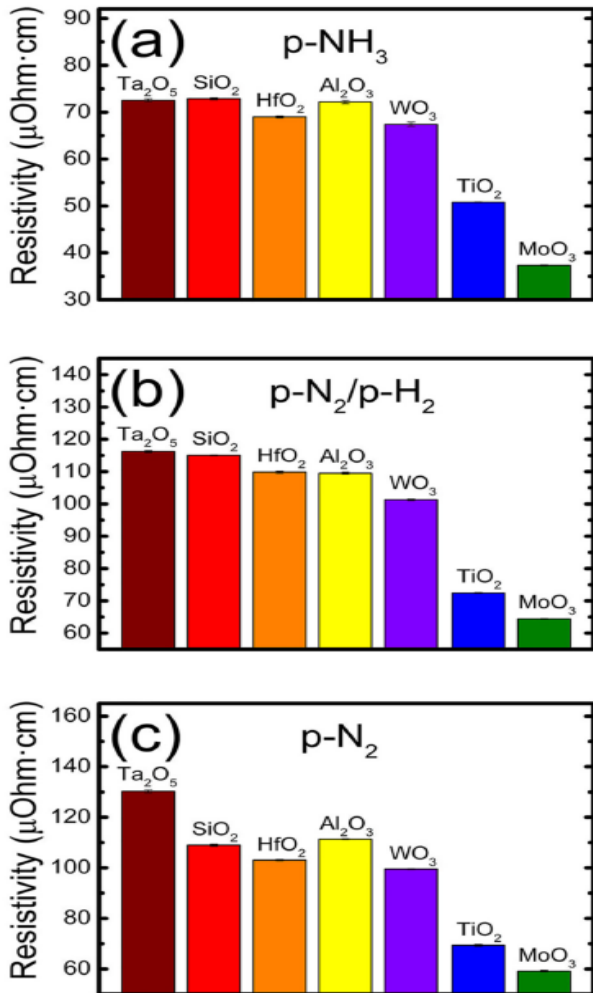 (a) p-NH₃
Resistivity (μOhm·cm)
90
80
70
60
50
40
30
Ta₂O₅
SiO₂
HfO₂
Al₂O₃
WO₃
TiO₂
MoO₃
(b) p-N₂/p-H₂
Resistivity (μOhm·cm)
140
130
120
110
100
90
80
70
60
Ta₂O₅
SiO₂
HfO₂
Al₂O₃
WO₃
TiO₂
MoO₃
(c) p-N₂
Resistivity (μOhm·cm)
160
140
120
100
80
60
Ta₂O₅
SiO₂
HfO₂
Al₂O₃
WO₃
TiO₂
MoO₃